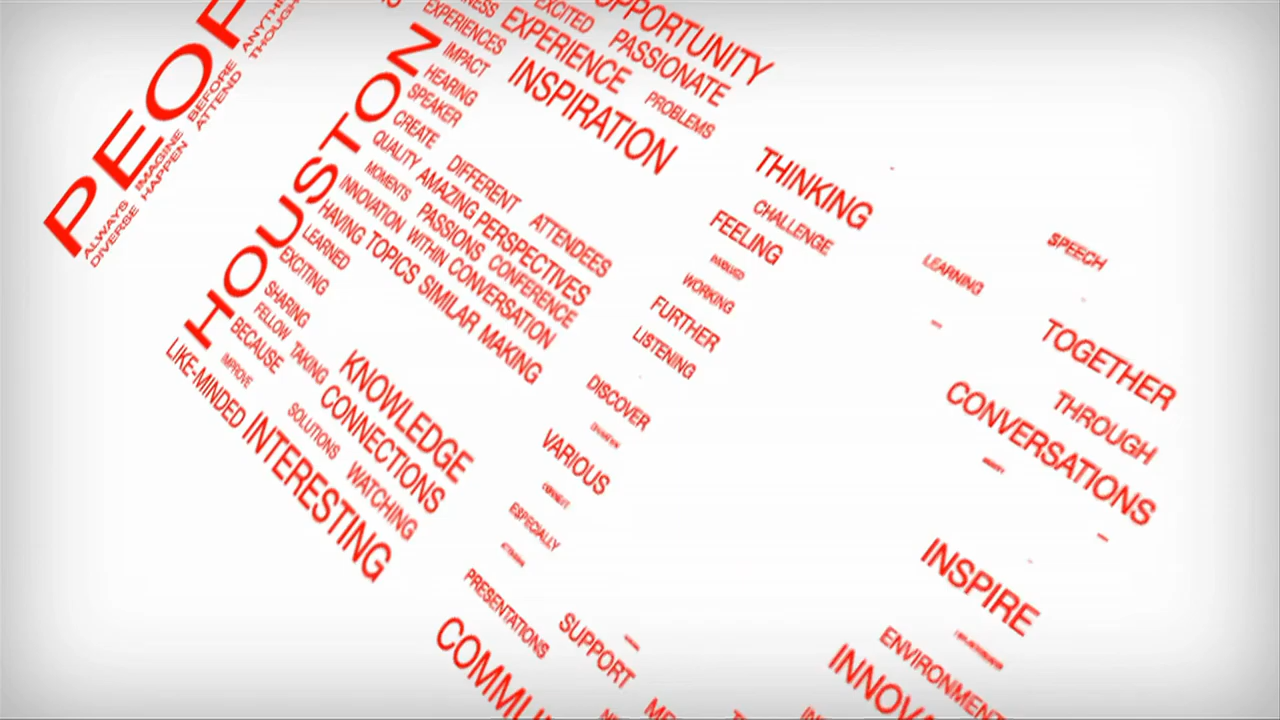 PEOP
ALWAYS IMAGINE BEFORE ANYTH
DIVERSE HAPPEN ATTEND THOUGH
HOUSTON
EXPERIENCES
IMPACT
HEARING
SPEAKER
CREATE
QUALITY AMAZING PERSPECTIVES
DIFFERENT ATTENDEES
MOMENTS PASSIONS CONFERENCE
INNOVATION WITHIN CONVERSATION
HAVING TOPICS SIMILAR MAKING
LEARNED
EXCITING
SHARING
FELLOW TAKING
BECAUSE
IMPROVE
LIKE-MINDED INTERESTING
KNOWLEDGE
CONNECTIONS
SOLUTIONS WATCHING
EXCITED
OPPORTUNITY
EXPERIENCE PASSIONATE
INSPIRATION PROBLEMS
THINKING
CHALLENGE
FEELING
WORKING
FURTHER
LISTENING
DISCOVER
VARIOUS
ESPECIALLY
PRESENTATIONS
SUPPORT
COMMU
SPEECH
LEARNING
TOGETHER
THROUGH
CONVERSATIONS
INSPIRE
ENVIRONMENT
INNOVA